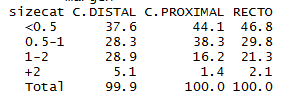 sizecat C.DISTAL C.PROXIMAL RECTO
<0.5 37.6 44.1 46.8
0.5-1 28.3 38.3 29.8
1-2 28.9 16.2 21.3
+2 5.1 1.4 2.1
Total 99.9 100.0 100.0